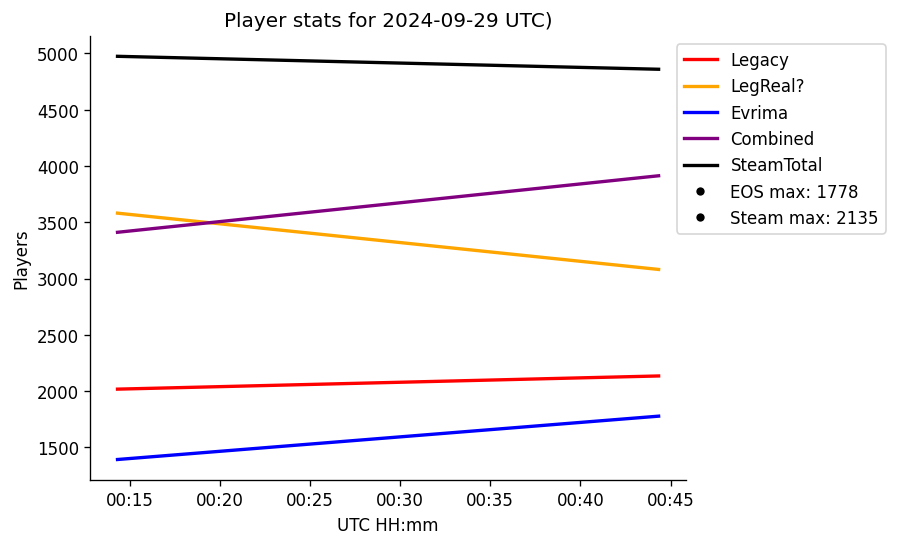 Player stats for 2024-09-29 UTC)
5000
4500
4000
3500
3000
2500
2000
1500
Players
00:15 00:20 00:25 00:30 00:35 00:40 00:45
UTC HH:mm
Legacy
LegReal?
Evrima
Combined
SteamTotal
EOS max: 1778
Steam max: 2135